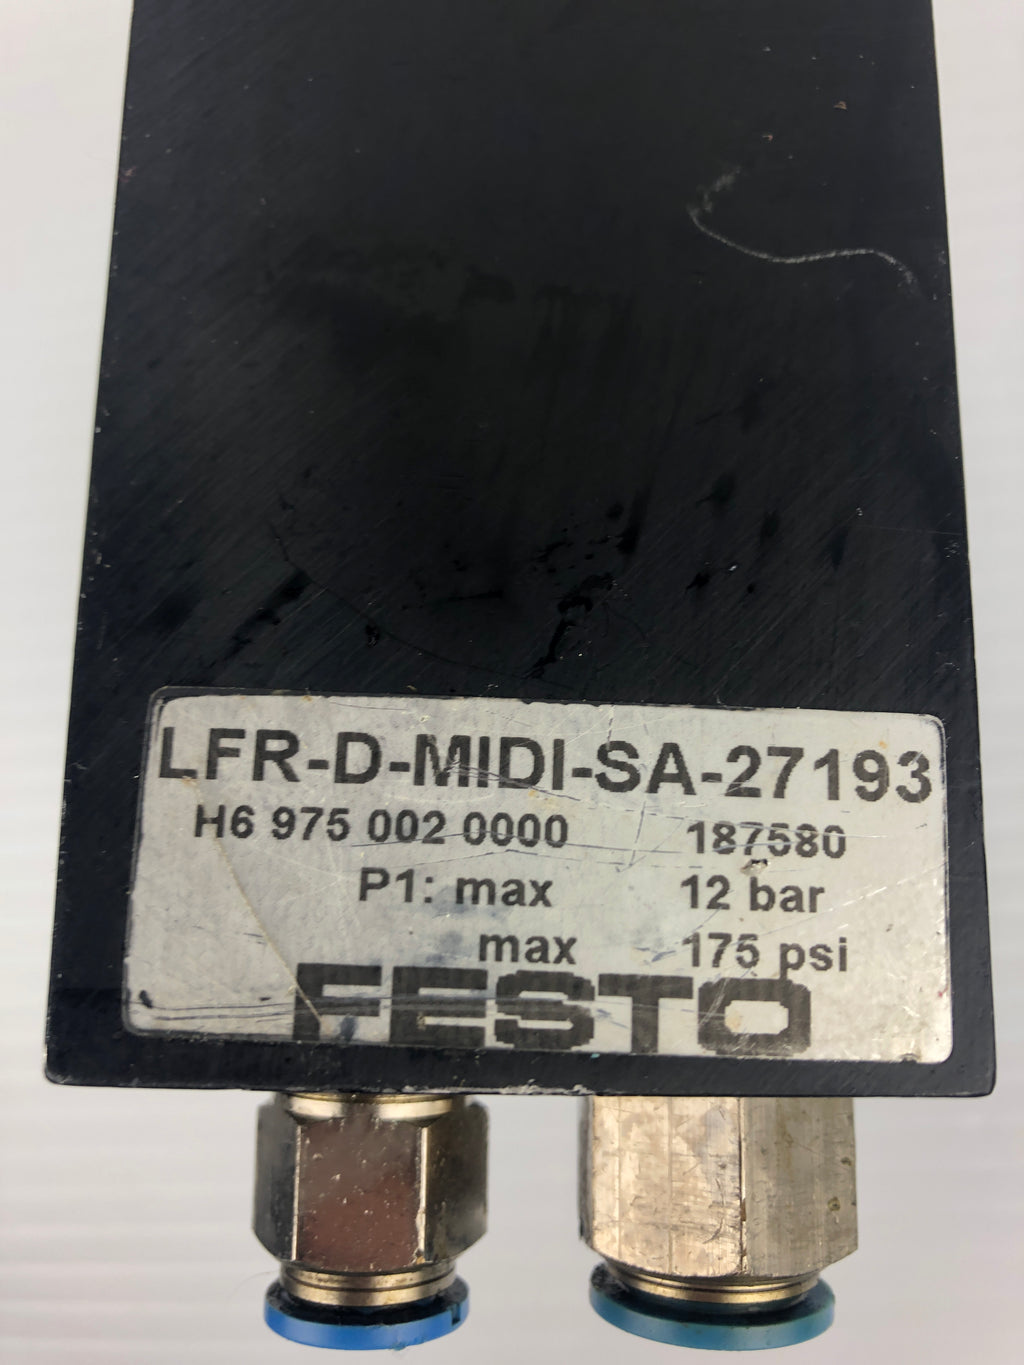 LFR-D-MIDI-SA-27193
H6 975 002 0000 187580
P1: max 12 bar
max 175 psi
FESTO